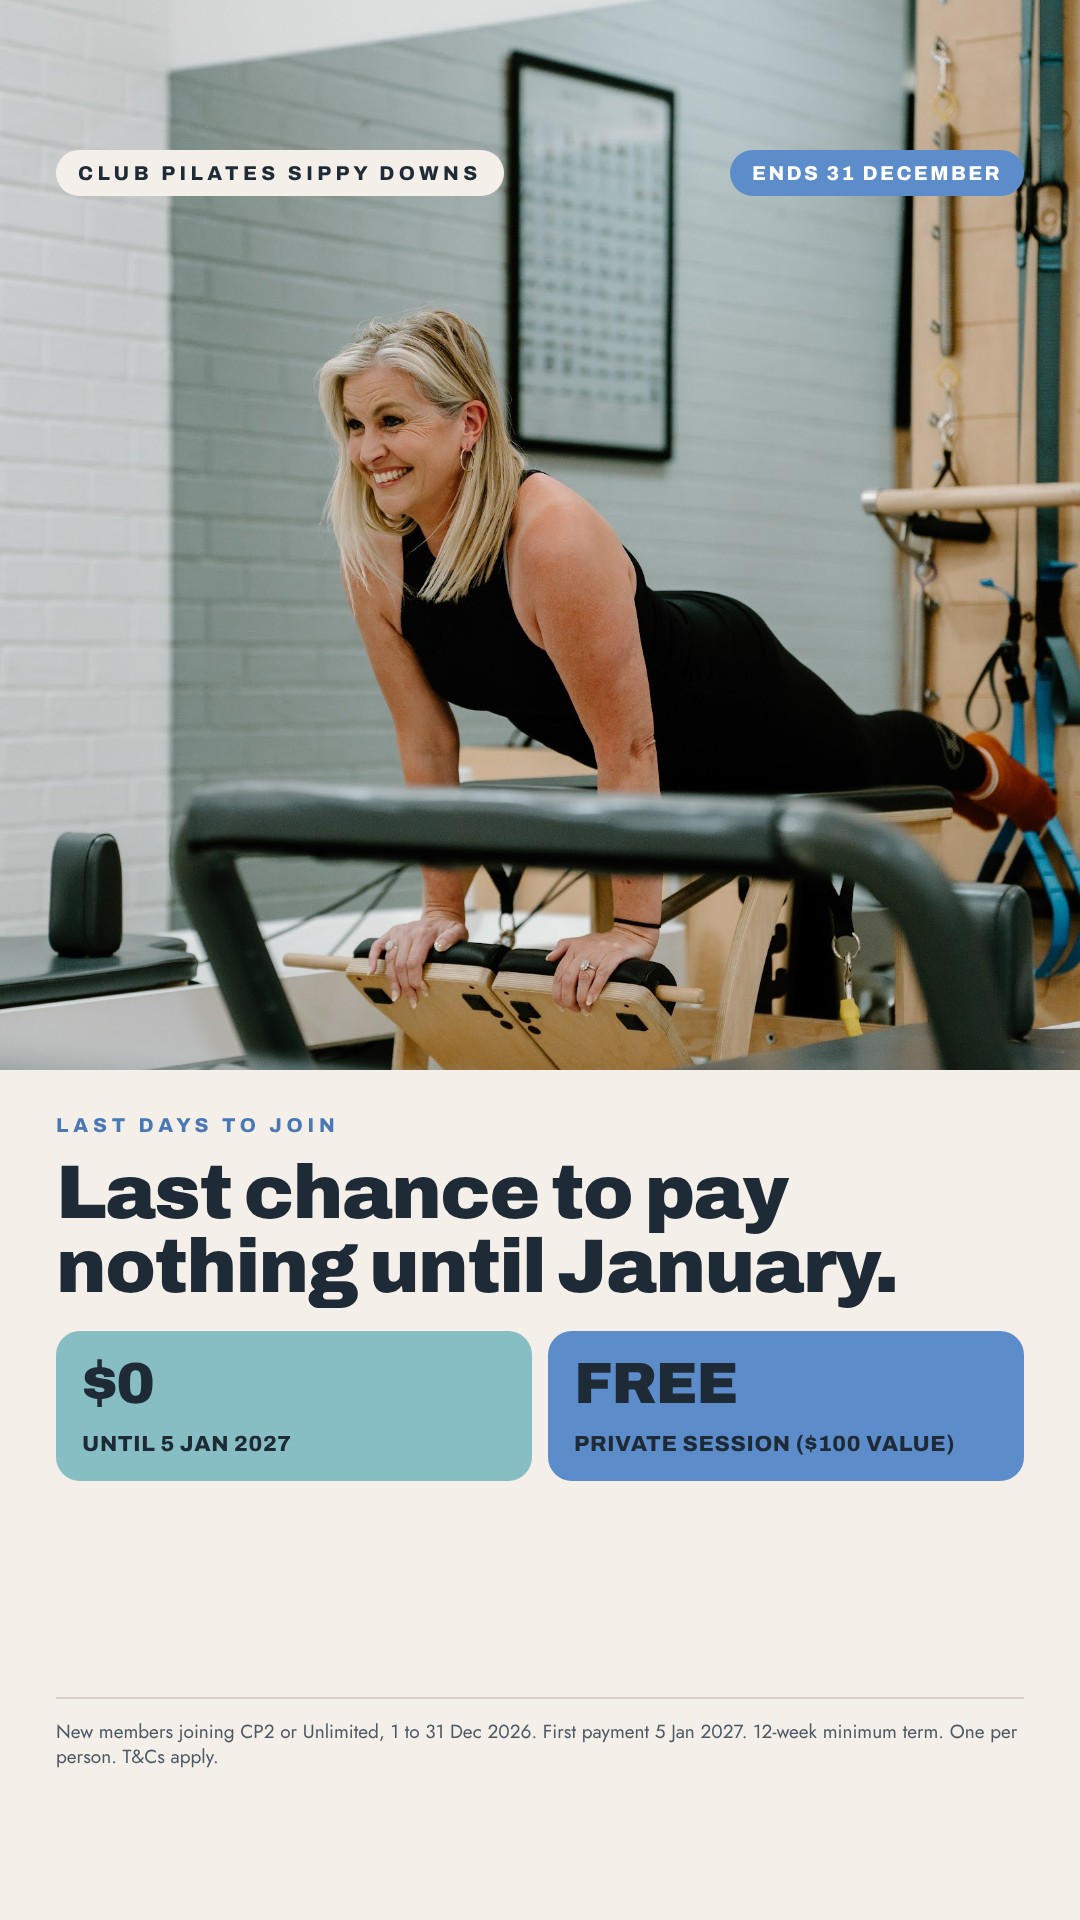 CLUB PILATES SIPPY DOWNS
ENDS 31 DECEMBER
LAST DAYS TO JOIN
Last chance to pay
nothing until January.
$0
UNTIL 5 JAN 2027
FREE
PRIVATE SESSION ($100 VALUE)
New members joining CP2 or Unlimited, 1 to 31 Dec 2026. First payment 5 Jan 2027. 12-week minimum term. One per
person. T&Cs apply.